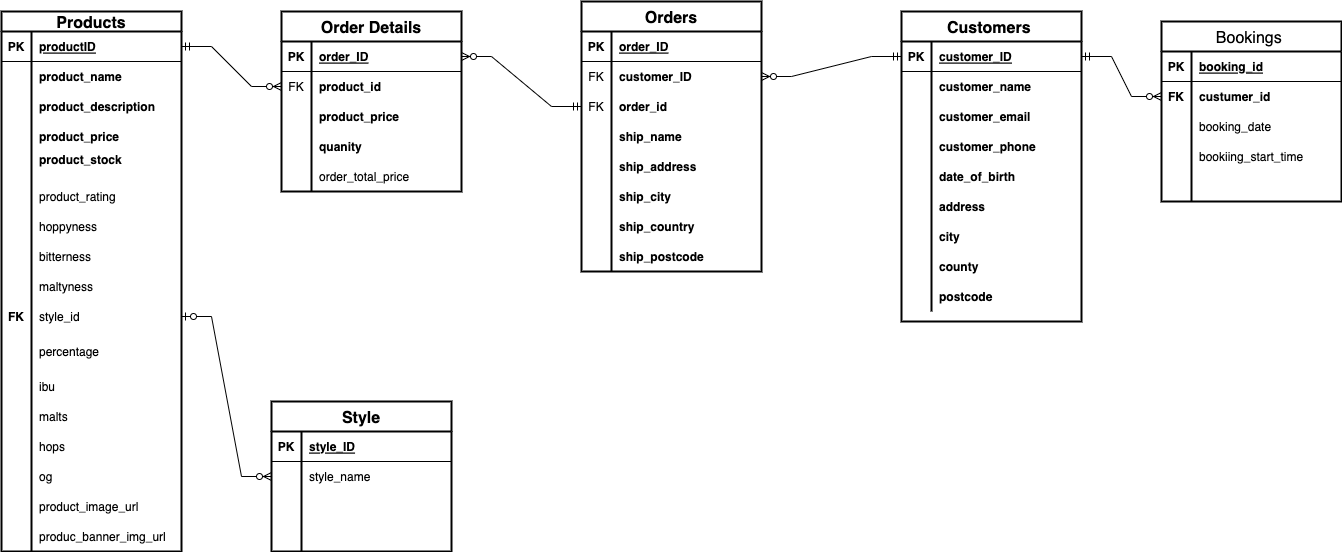 Products
PK productID
product_name
product_description
product_price
product_stock
product_rating
hoppyness
bitterness
maltyness
FK style_id
percentage
ibu
malts
hops
og
product_image_url
produc_banner_img_url
Order Details
PK order_ID
FK product_id
product_price
quanity
order_total_price
Style
PK style_ID
style_name
Orders
PK order_ID
FK customer_ID
FK order_id
ship_name
ship_address
ship_city
ship_country
ship_postcode
Customers
PK customer_ID
customer_name
customer_email
customer_phone
date_of_birth
address
city
county
postcode
Bookings
PK booking_id
FK custumer_id
booking_date
bookiing_start_time